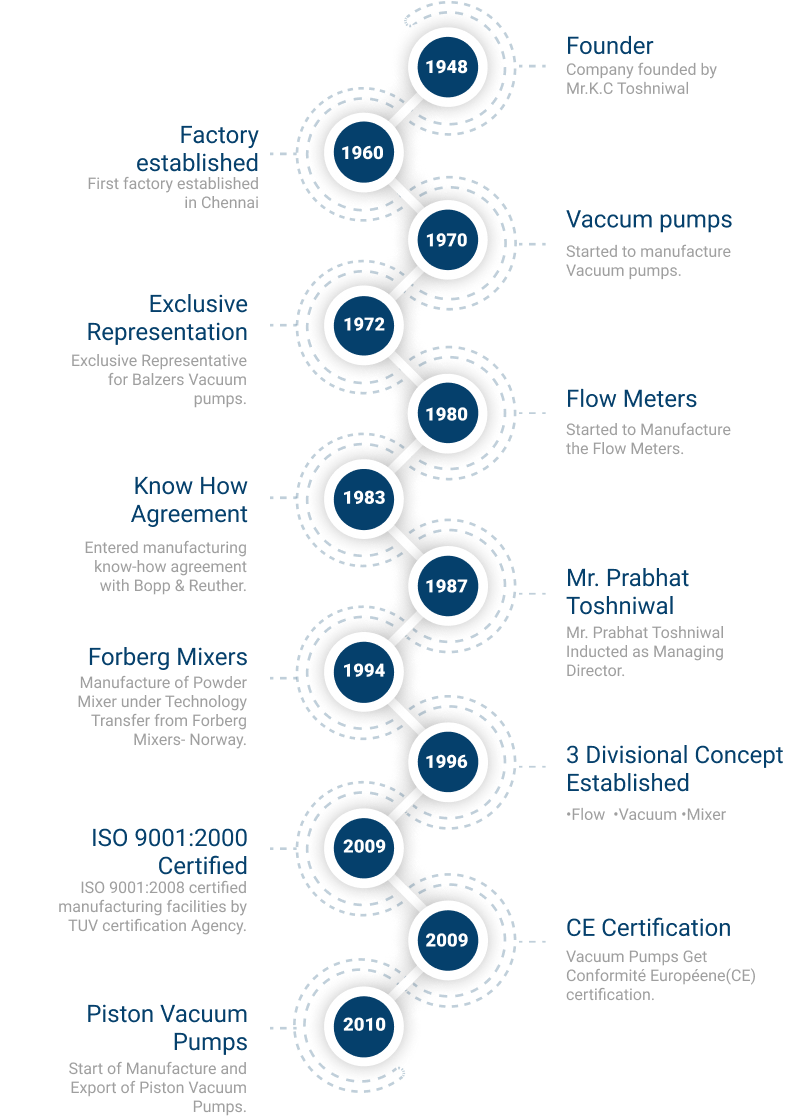 1948
Founder
Company founded by
Mr.K.C Toshniwal
1960
Factory
established
First factory established
in Chennai
1970
Vaccum pumps
Started to manufacture
Vacuum pumps.
1972
Exclusive
Representation
Exclusive Representative
for Balzers Vacuum
pumps.
1980
Flow Meters
Started to Manufacture
the Flow Meters.
1983
Know How
Agreement
Entered manufacturing
know-how agreement
with Bopp & Reuther.
1987
Mr. Prabhat
Toshniwal
Mr. Prabhat Toshniwal
Inducted as Managing
Director.
1994
Forberg Mixers
Manufacture of Powder
Mixer under Technology
Transfer from Forberg
Mixers- Norway.
1996
3 Divisional Concept
Established
•Flow •Vacuum •Mixer
2009
ISO 9001:2000
Certified
ISO 9001:2008 certified
manufacturing facilities by
TUV certification Agency.
2009
CE Certification
Vacuum Pumps Get
Conformité Européene(CE)
certification.
2010
Piston Vacuum
Pumps
Start of Manufacture and
Export of Piston Vacuum
Pumps.